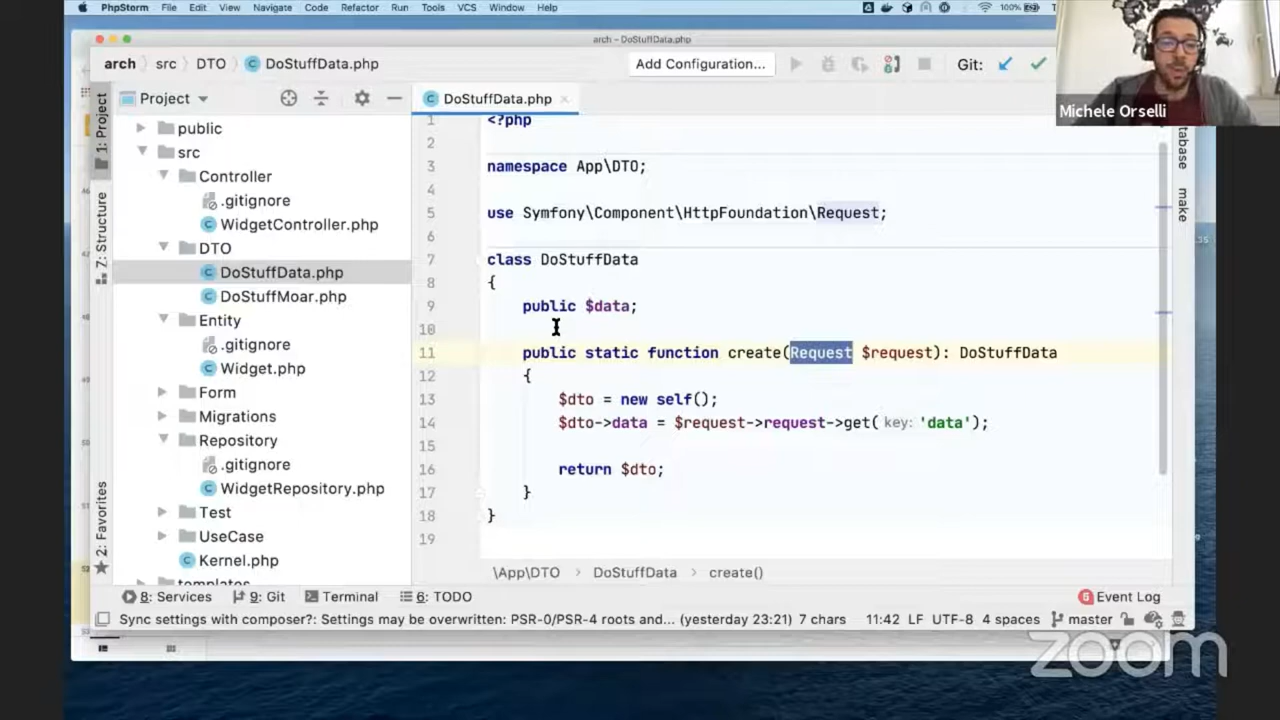 PhpStorm File Edit View Navigate Code Refactor Run Tools VCS Window Help 100%
arch – DoStuffData.php
arch src DTO DoStuffData.php Add Configuration... Git:
Michele Orselli
1: Project
Project
DoStuffData.php
public
src
Controller
.gitignore
WidgetController.php
DTO
DoStuffData.php
DoStuffMoar.php
Entity
.gitignore
Widget.php
Form
Migrations
Repository
.gitignore
WidgetRepository.php
Test
UseCase
Kernel.php
templates
Z: Structure
2: Favorites
1 <?php
2
3 namespace App\DTO;
4
5 use Symfony\Component\HttpFoundation\Request;
6
7 class DoStuffData
8 {
9 public $data;
10
11 public static function create(Request $request): DoStuffData
12 {
13 $dto = new self();
14 $dto->data = $request->request->get( key: 'data');
15
16 return $dto;
17 }
18 }
19
\App\DTO › DoStuffData › create()
tabase
make
8: Services 9: Git Terminal 6: TODO 6 Event Log
Sync settings with composer?: Settings may be overwritten: PSR-0/PSR-4 roots and... (yesterday 23:21) 7 chars 11:42 LF UTF-8 4 spaces master
zoom